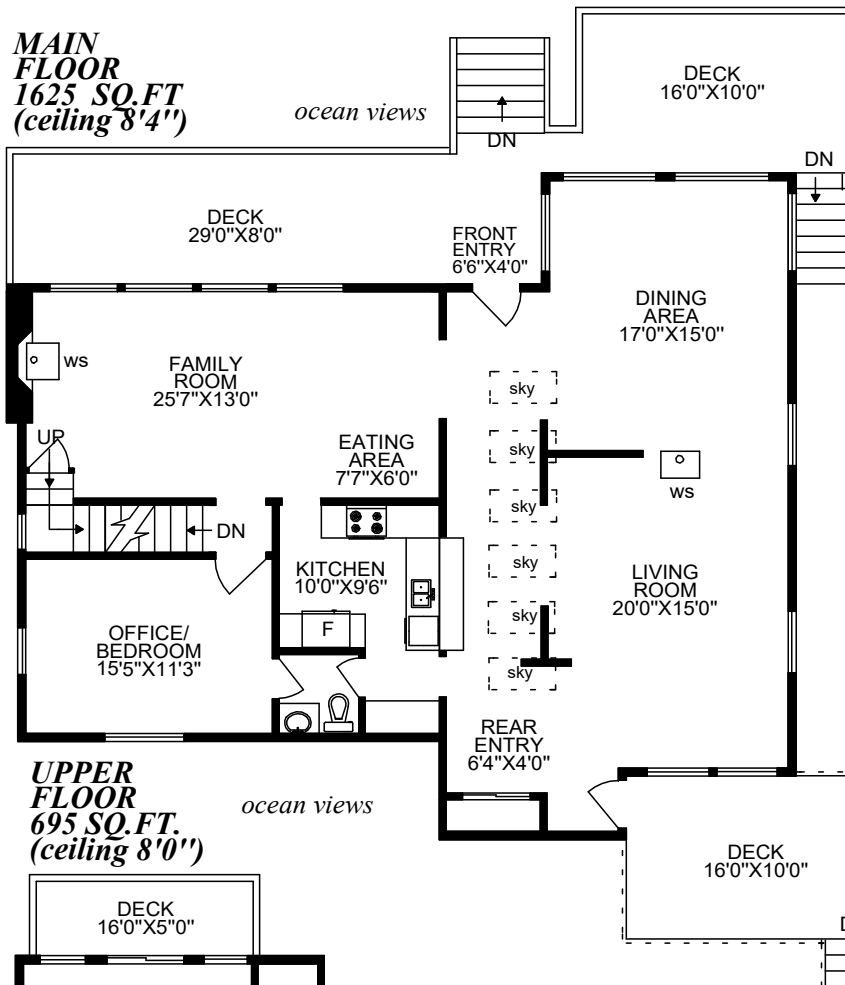 MAIN
FLOOR
1625 SQ.FT
(ceiling 8'4")
ocean views
DECK
16'0"X10'0"
DN
DN
DECK
29'0"X8'0"
FRONT
ENTRY
6'6"X4'0"
DINING
AREA
17'0"X15'0"
ws
FAMILY
ROOM
25'7"X13'0"
sky
UP
EATING
AREA
7'7"X6'0"
sky
ws
sky
DN
KITCHEN
10'0"X9'6"
sky
LIVING
ROOM
20'0"X15'0"
F
sky
OFFICE/
BEDROOM
15'5"X11'3"
sky
REAR
ENTRY
6'4"X4'0"
UPPER
FLOOR
695 SQ.FT.
(ceiling 8'0")
ocean views
DECK
16'0"X10'0"
DECK
16'0"X5'0"